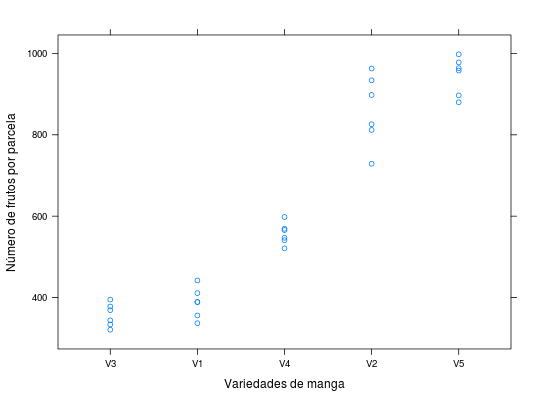 1000
800
600
400
Número de frutos por parcela
V3 V1 V4 V2 V5
Variedades de manga